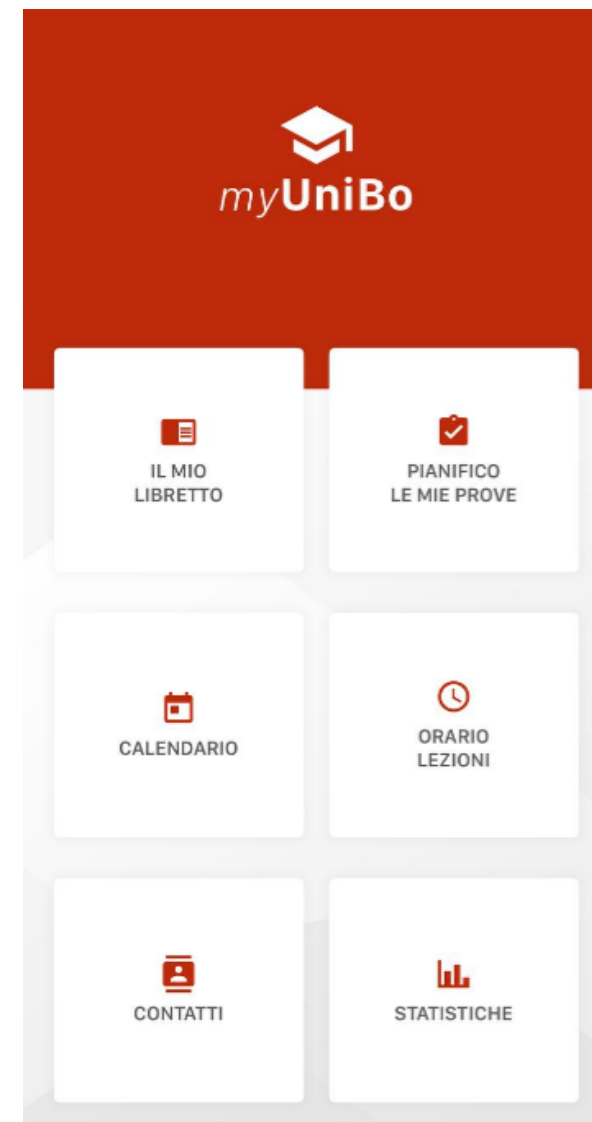 myUniBo
IL MIO
LIBRETTO
PIANIFICO
LE MIE PROVE
CALENDARIO
ORARIO
LEZIONI
CONTATTI
STATISTICHE